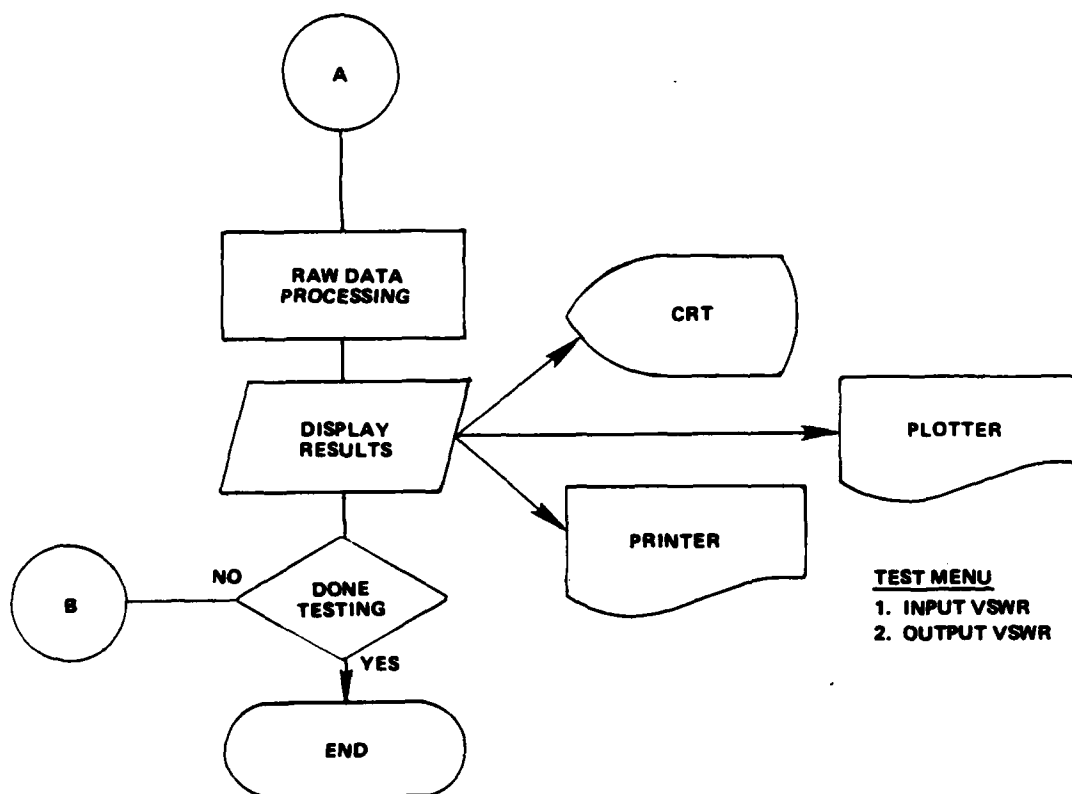 A
RAW DATA
PROCESSING
CRT
DISPLAY
RESULTS
PLOTTER
PRINTER
NO
B
DONE
TESTING
YES
END
TEST MENU
1. INPUT VSWR
2. OUTPUT VSWR